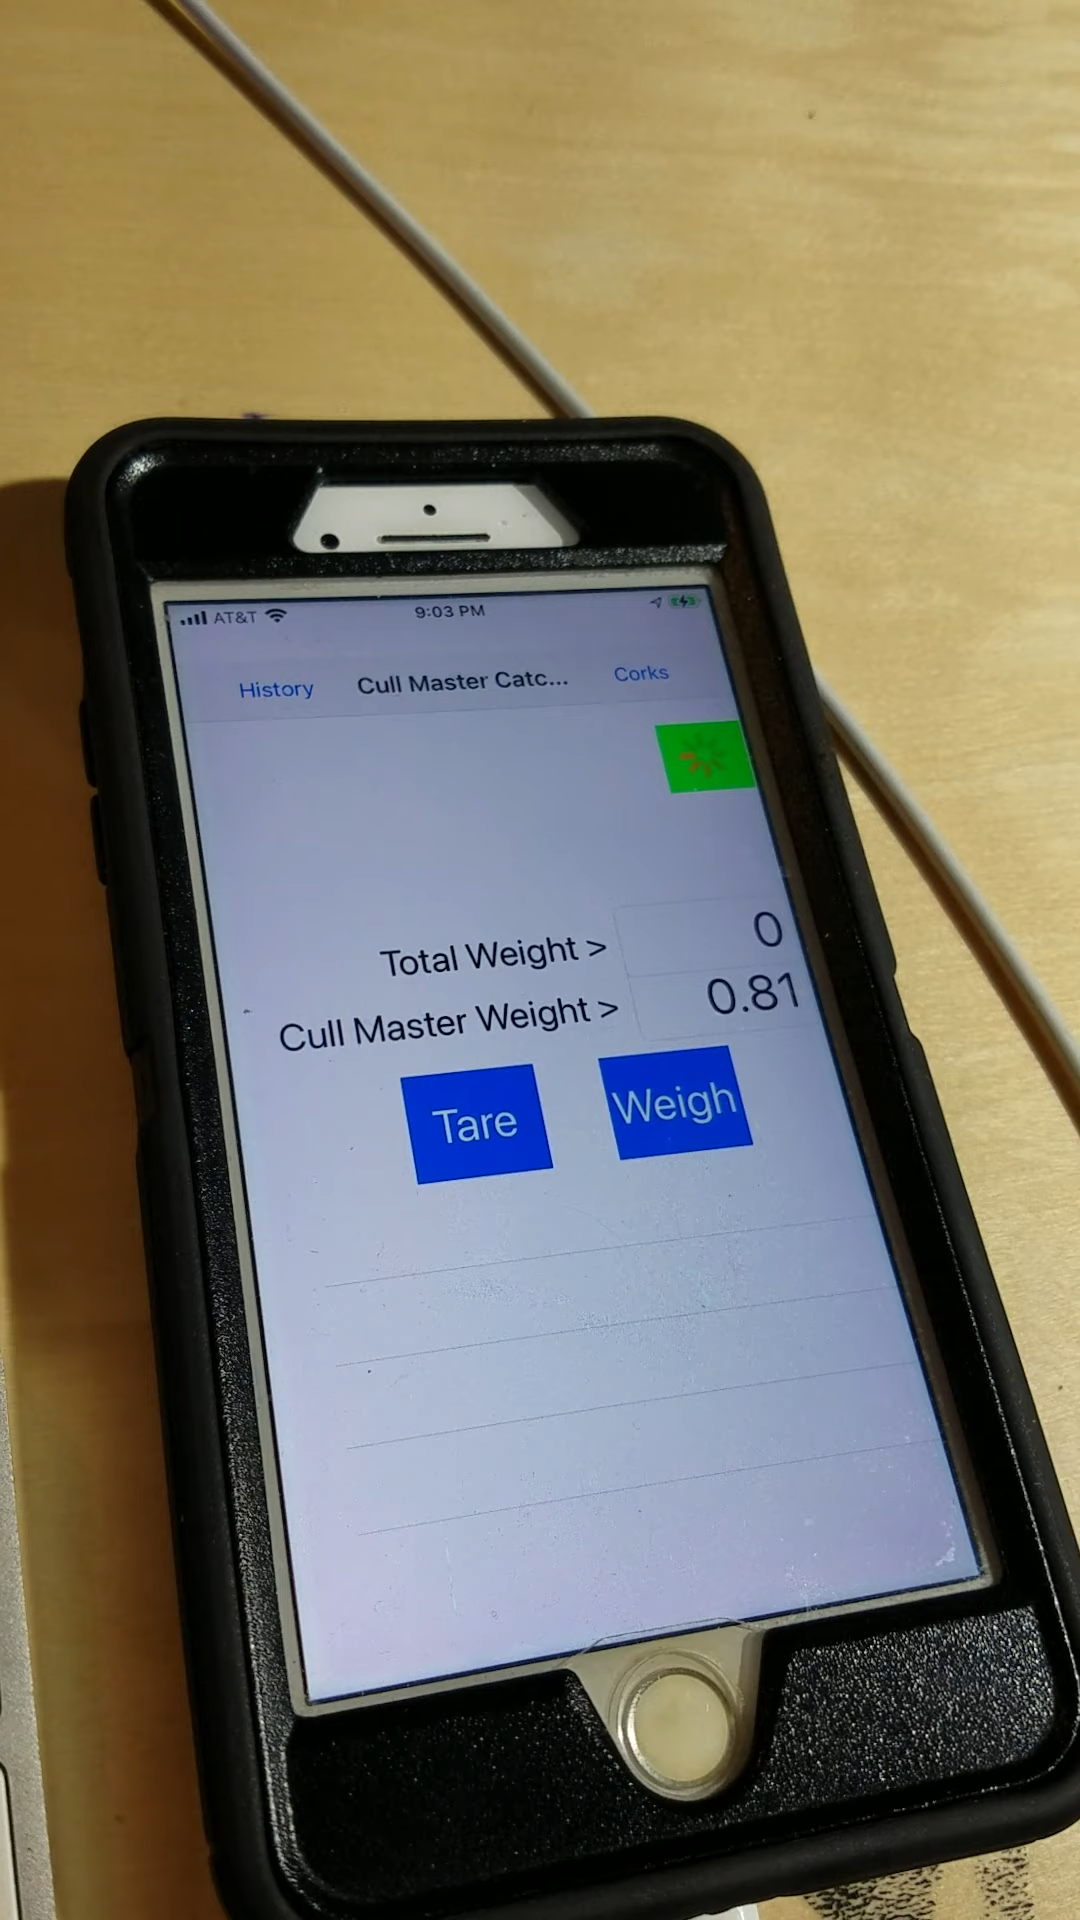 AT&T 9:03 PM
History Cull Master Catc... Corks
Total Weight > 0
Cull Master Weight > 0.81
Tare Weigh